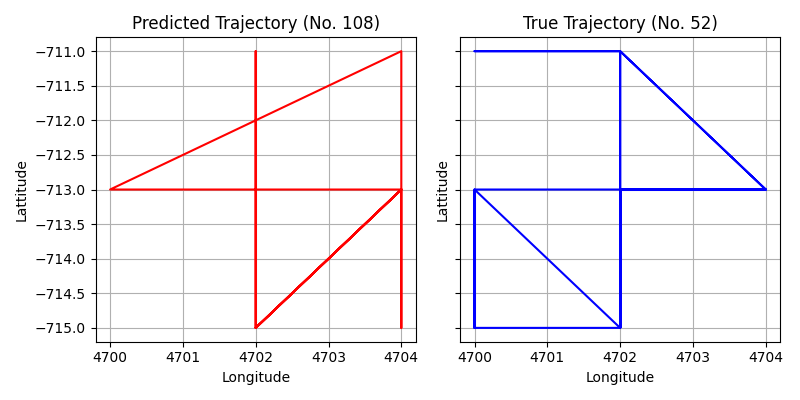 Predicted Trajectory (No. 108)
True Trajectory (No. 52)
Lattitude
−711.0
−711.5
−712.0
−712.5
−713.0
−713.5
−714.0
−714.5
−715.0
4700 4701 4702 4703 4704
Longitude
Lattitude
4700 4701 4702 4703 4704
Longitude